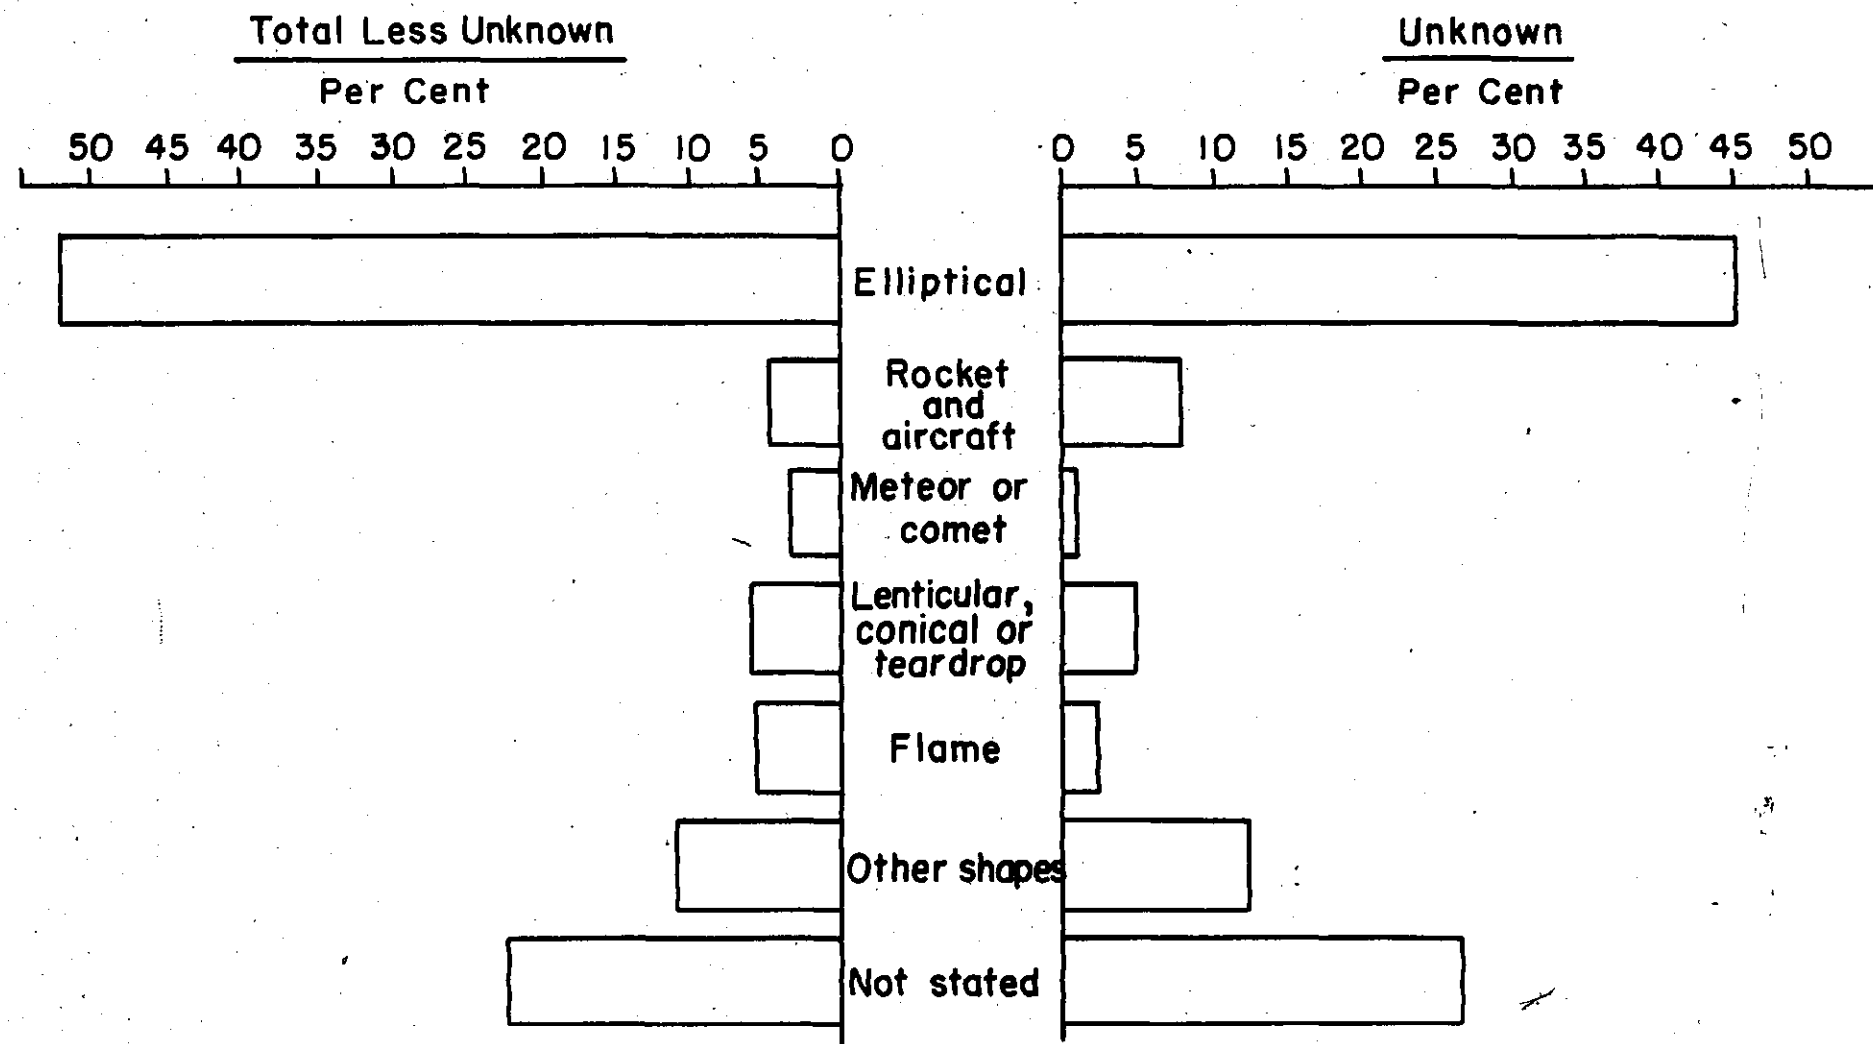 Total Less Unknown
Per Cent
50 45 40 35 30 25 20 15 10 5 0
Unknown
Per Cent
0 5 10 15 20 25 30 35 40 45 50
Elliptical
Rocket
and
aircraft
Meteor or
comet
Lenticular,
conical or
teardrop
Flame
Other shapes
Not stated